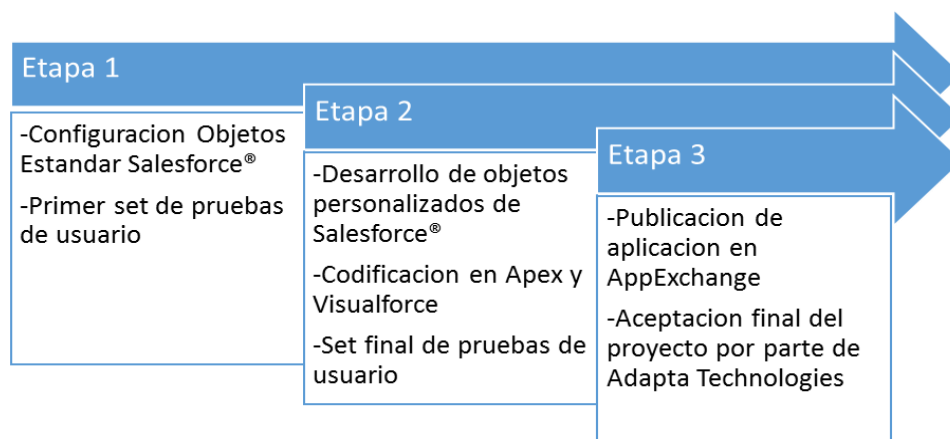 Etapa 1
-Configuracion Objetos
Estandar Salesforce®
-Primer set de pruebas
de usuario
Etapa 2
-Desarrollo de objetos
personalizados de
Salesforce®
-Codificacion en Apex y
Visualforce
-Set final de pruebas de
usuario
Etapa 3
-Publicacion de
aplicacion en
AppExchange
-Aceptacion final del
proyecto por parte de
Adapta Technologies